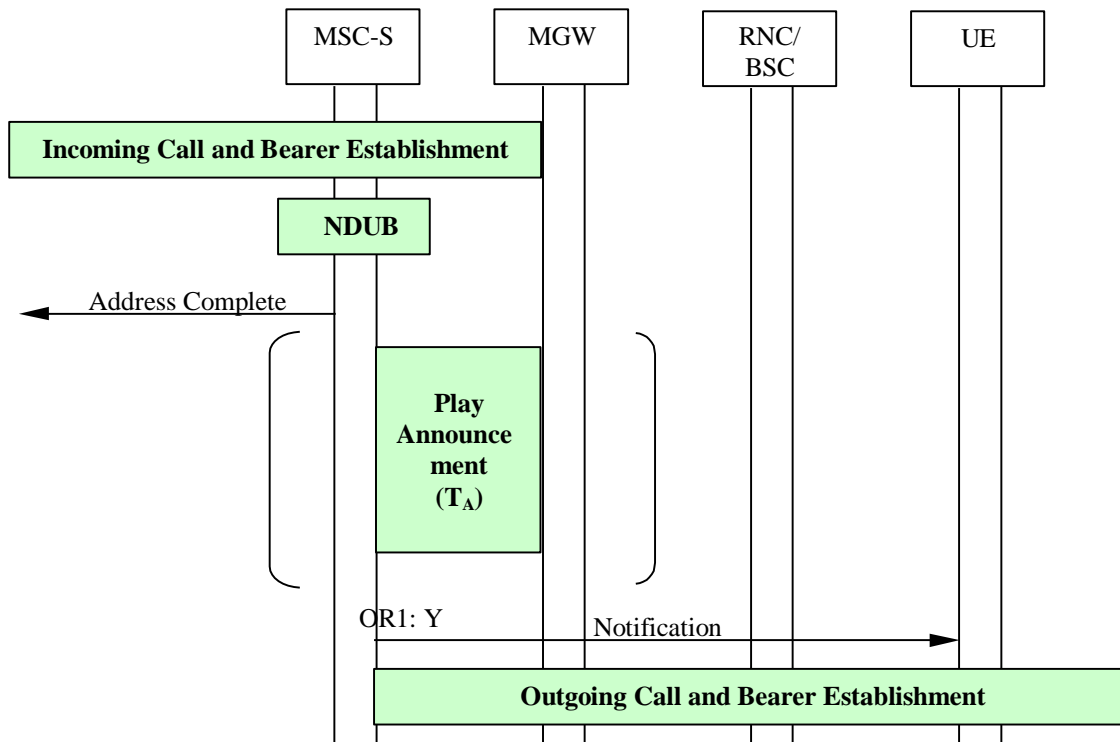 MSC-S
MGW
RNC/
BSC
UE
Incoming Call and Bearer Establishment
NDUB
Address Complete
Play
Announce
ment
(TA)
OR1: Y
Notification
Outgoing Call and Bearer Establishment